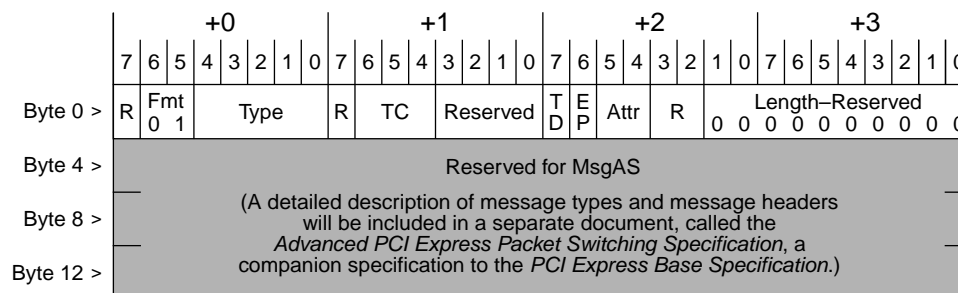 +0 +1 +2 +3
7 6 5 4 3 2 1 0 7 6 5 4 3 2 1 0 7 6 5 4 3 2 1 0 7 6 5 4 3 2 1 0
Byte 0 > R Fmt 0 1 Type R TC Reserved TD EP Attr R Length–Reserved
0 0 0 0 0 0 0 0 0 0
Byte 4 > Reserved for MsgAS
(A detailed description of message types and message headers
Byte 8 > will be included in a separate document, called the
Advanced PCI Express Packet Switching Specification, a
Byte 12 > companion specification to the PCI Express Base Specification.)